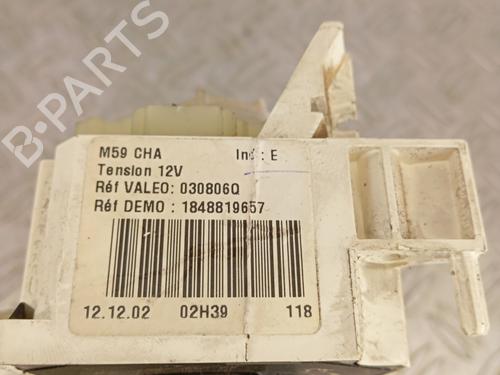 B-PARTS
M59 CHA Ind : E
Tension 12V
Réf VALEO: 030806Q
Réf DEMO : 1848819657
12.12.02 02H39 118